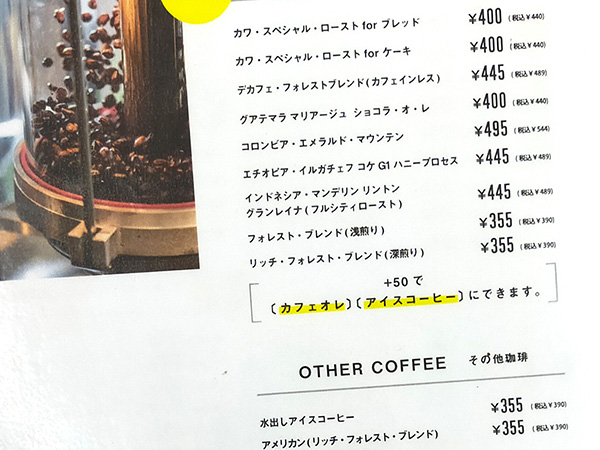 カワ・スペシャル・ロースト for ブレッド ¥400 (税込¥440)
カワ・スペシャル・ロースト for ケーキ ¥400 (税込¥440)
デカフェ・フォレストブレンド(カフェインレス) ¥445 (税込¥489)
グアテマラ マリアージュ ショコラ・オ・レ ¥400 (税込¥440)
コロンビア・エメラルド・マウンテン ¥495 (税込¥544)
エチオピア・イルガチェフ コケ G1 ハニープロセス ¥445 (税込¥489)
インドネシア・マンデリン リントン
グランレイナ(フルシティロースト) ¥445 (税込¥489)
フォレスト・ブレンド(浅煎り) ¥355 (税込¥390)
リッチ・フォレスト・ブレンド(深煎り) ¥355 (税込¥390)
+50 で
〔カフェオレ〕〔アイスコーヒー〕にできます。
OTHER COFFEE その他珈琲
水出しアイスコーヒー ¥355 (税込¥390)
アメリカン(リッチ・フォレスト・ブレンド) ¥355 (税込¥390)